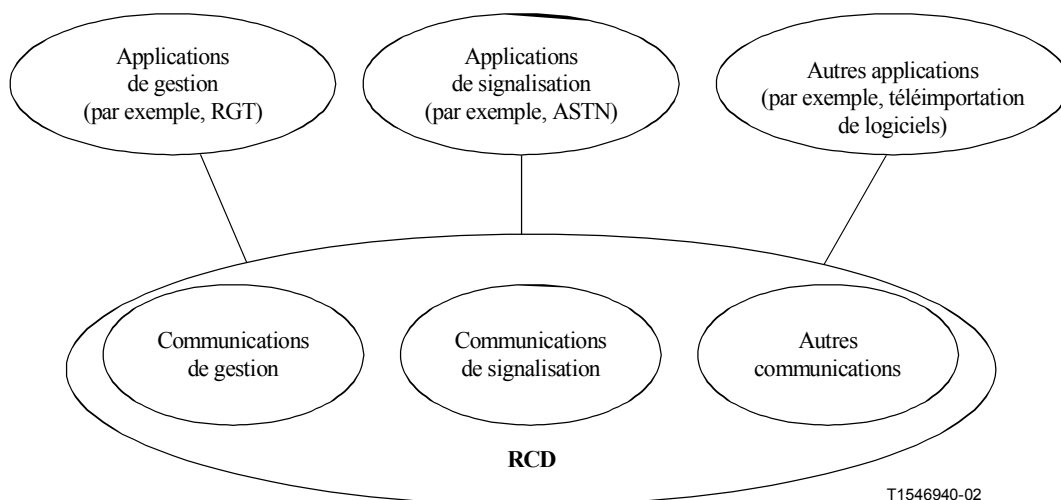 Applications
de gestion
(par exemple, RGT)
Applications
de signalisation
(par exemple, ASTN)
Autres applications
(par exemple, téléimportation
de logiciels)
Communications
de gestion
Communications
de signalisation
Autres
communications
RCD
T1546940-02